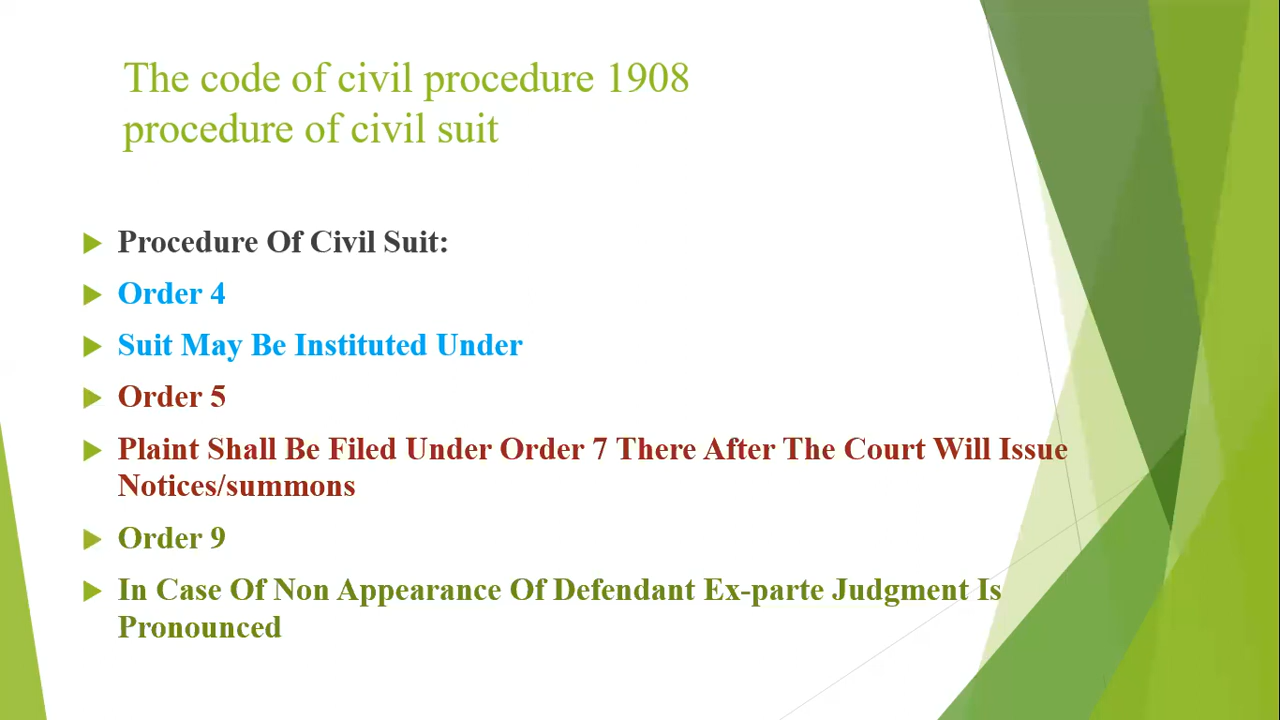 The code of civil procedure 1908
procedure of civil suit
Procedure Of Civil Suit:
Order 4
Suit May Be Instituted Under
Order 5
Plaint Shall Be Filed Under Order 7 There After The Court Will Issue
Notices/summons
Order 9
In Case Of Non Appearance Of Defendant Ex-parte Judgment Is
Pronounced